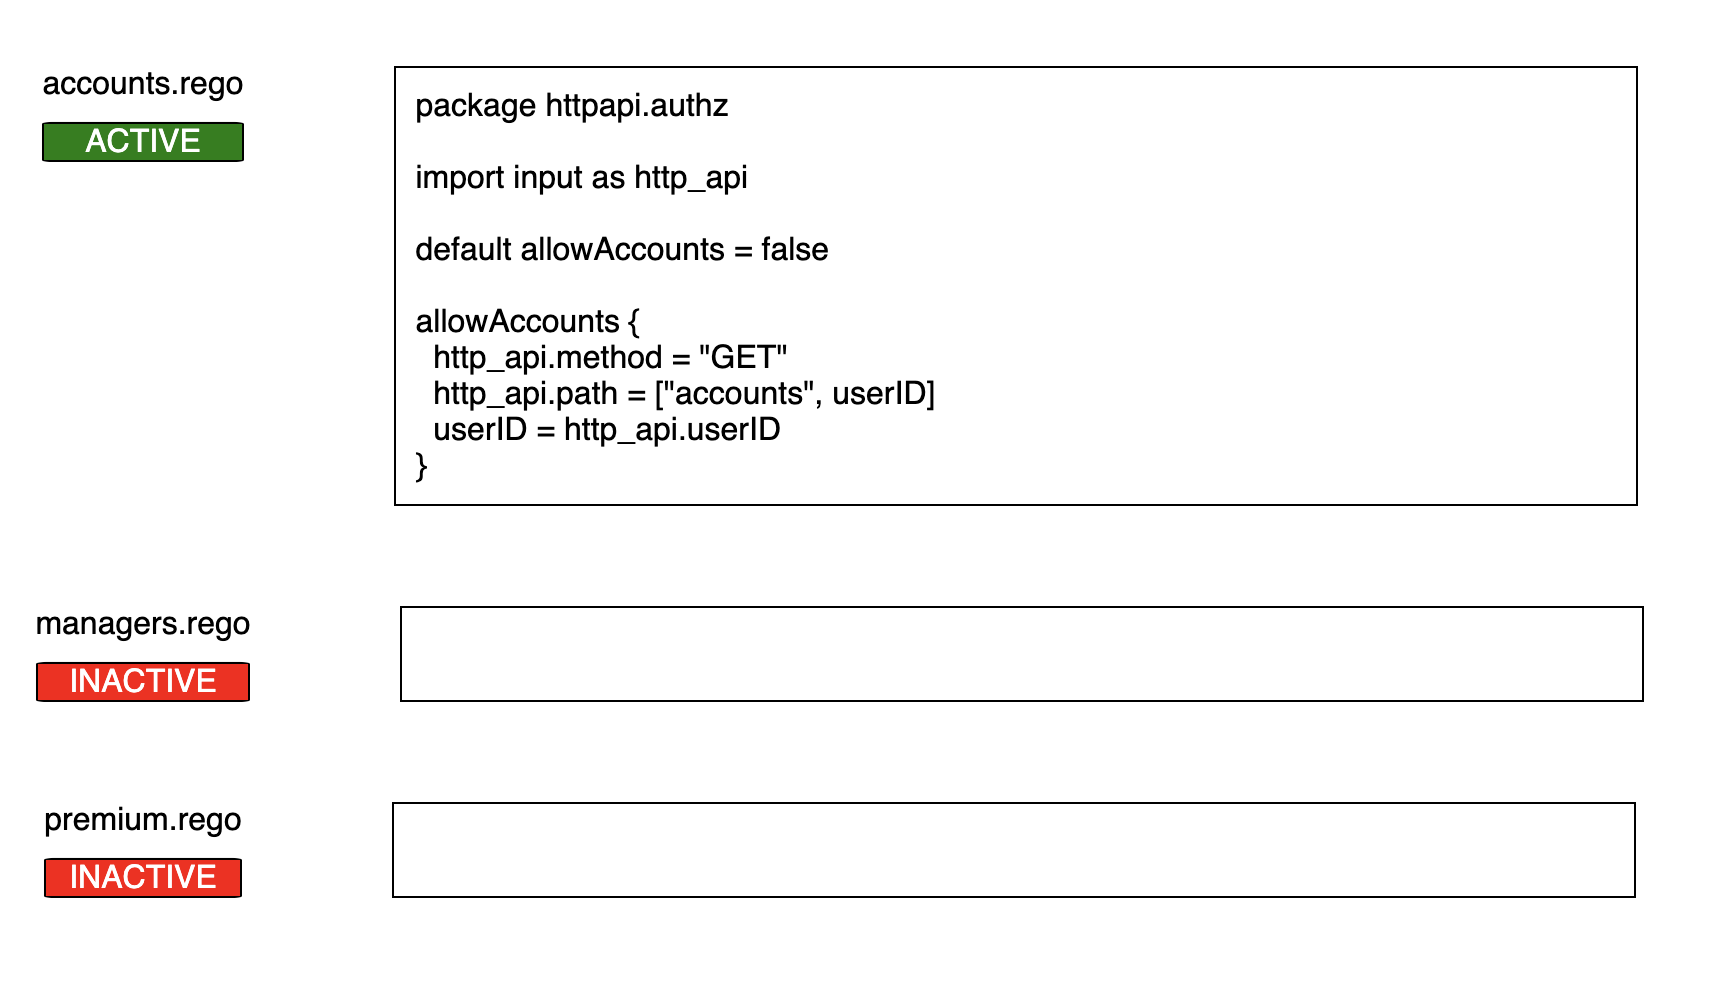 accounts.rego
ACTIVE
package httpapi.authz
import input as http_api
default allowAccounts = false
allowAccounts {
http_api.method = "GET"
http_api.path = ["accounts", userID]
userID = http_api.userID
}
managers.rego
INACTIVE
premium.rego
INACTIVE